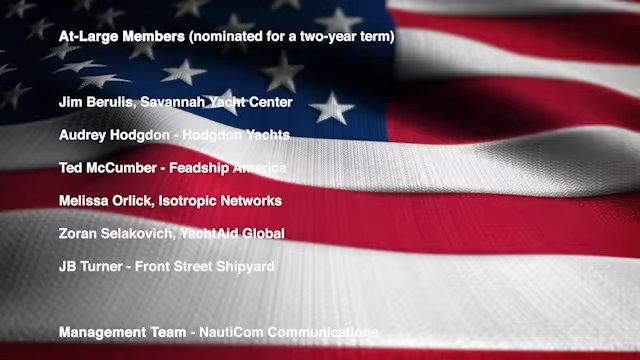 At-Large Members (nominated for a two-year term)
Jim Berulis, Savannah Yacht Center
Audrey Hodgdon - Hodgdon Yachts
Ted McCumber - Feadship America
Melissa Orlick, Isotropic Networks
Zoran Selakovich, YachtAid Global
JB Turner - Front Street Shipyard
Management Team - NautiCom Communications